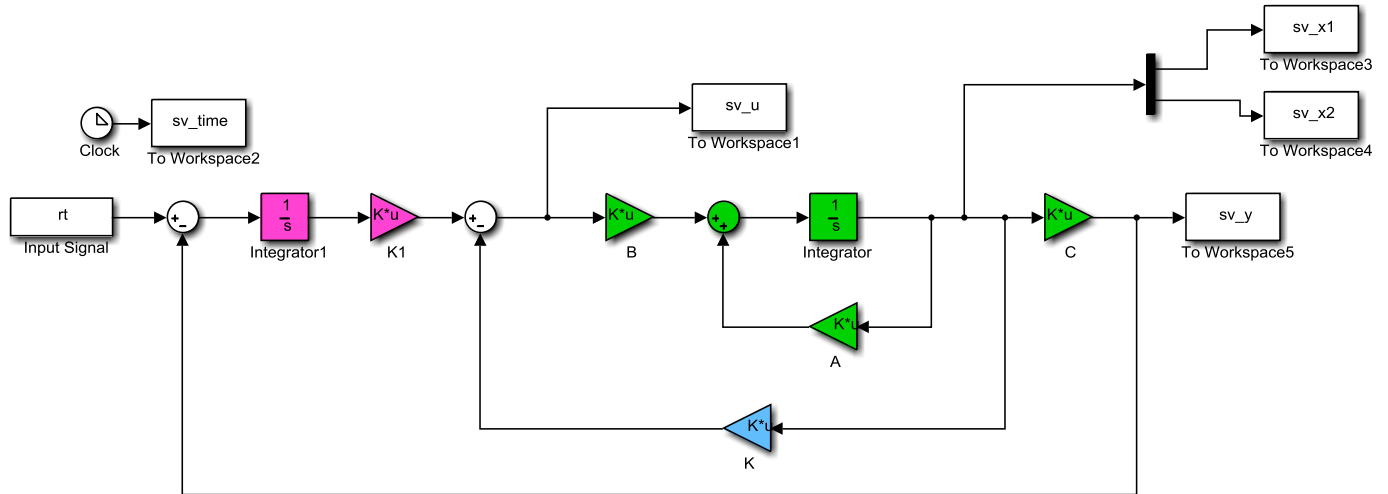 sv_x1
To Workspace3
sv_u
To Workspace1
sv_time
Clock
To Workspace2
sv_x2
To Workspace4
rt
Input Signal
+
−
1
s
Integrator1
K*u
K1
+
−
K*u
B
+
+
1
s
Integrator
K*u
C
sv_y
To Workspace5
K*u
A
K*u
K